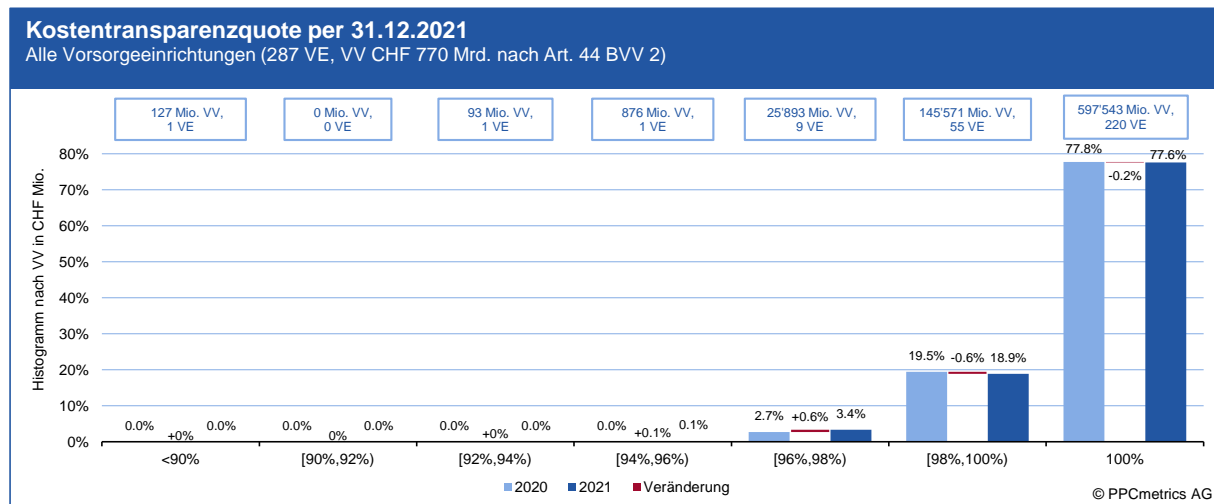 Kostentransparenzquote per 31.12.2021
Alle Vorsorgeeinrichtungen (287 VE, VV CHF 770 Mrd. nach Art. 44 BVV 2)
127 Mio. VV,
1 VE
0 Mio. VV,
0 VE
93 Mio. VV,
1 VE
876 Mio. VV,
1 VE
25'893 Mio. VV,
9 VE
145'571 Mio. VV,
55 VE
597'543 Mio. VV,
220 VE
Histogramm nach VV in CHF Mio.
80%
70%
60%
50%
40%
30%
20%
10%
0%
0.0%
+0%
0.0%
0.0%
0%
0.0%
0.0%
+0%
0.0%
0.0%
+0.1%
0.1%
2.7%
+0.6%
3.4%
19.5%
-0.6%
18.9%
77.8%
-0.2%
77.6%
<90%
[90%,92%)
[92%,94%)
[94%,96%)
[96%,98%)
[98%,100%)
100%
2020
2021
Veränderung
© PPCmetrics AG